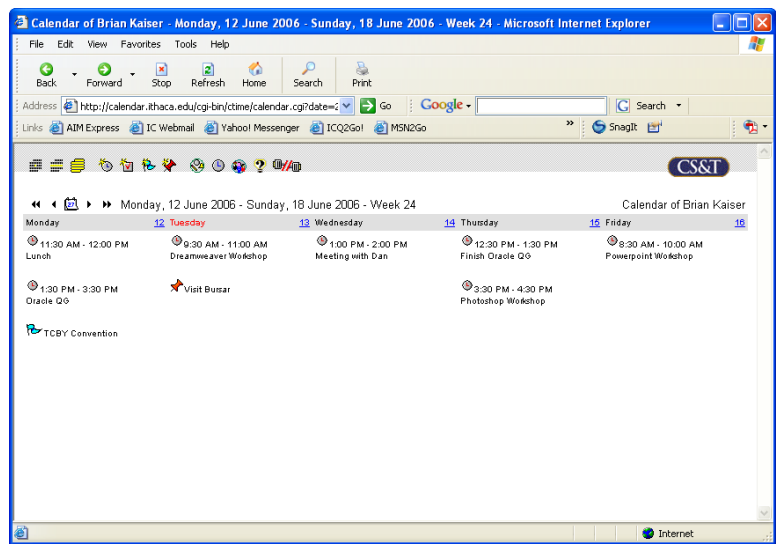 Calendar of Brian Kaiser - Monday, 12 June 2006 - Sunday, 18 June 2006 - Week 24 - Microsoft Internet Explorer
File Edit View Favorites Tools Help
Back Forward Stop Refresh Home Search Print
Address http://calendar.ithaca.edu/cgi-bin/ctime/calendar.cgi?date=2 Go Google Search
Links AIM Express IC Webmail Yahoo! Messenger ICQ2Go! MSN2Go » SnagIt
CS&T
27 Monday, 12 June 2006 - Sunday, 18 June 2006 - Week 24 Calendar of Brian Kaiser
Monday 12 Tuesday 13 Wednesday 14 Thursday 15 Friday 16
11:30 AM - 12:00 PM 9:30 AM - 11:00 AM 1:00 PM - 2:00 PM 12:30 PM - 1:30 PM 8:30 AM - 10:00 AM
Lunch Dreamweaver Workshop Meeting with Dan Finish Oracle QG Powerpoint Workshop
1:30 PM - 3:30 PM Visit Bursar 3:30 PM - 4:30 PM
Oracle QG Photoshop Workshop
TCBY Convention
Internet